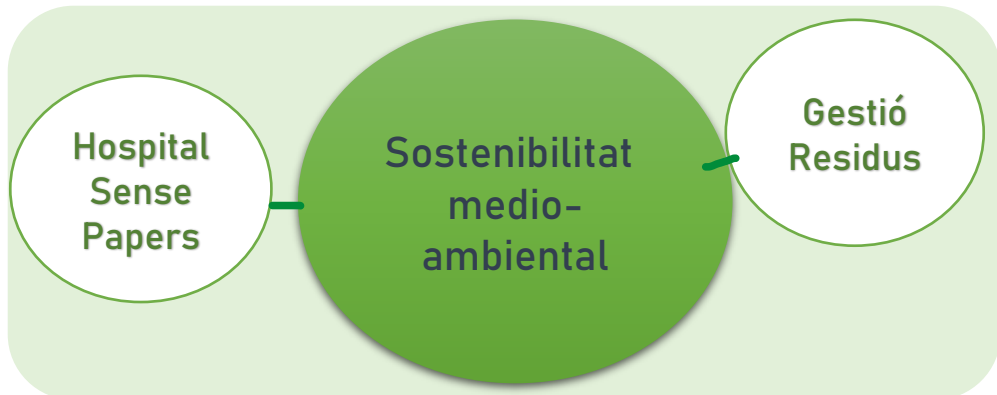 Hospital
Sense
Papers
Sostenibilitat
medio-
ambiental
Gestió
Residus